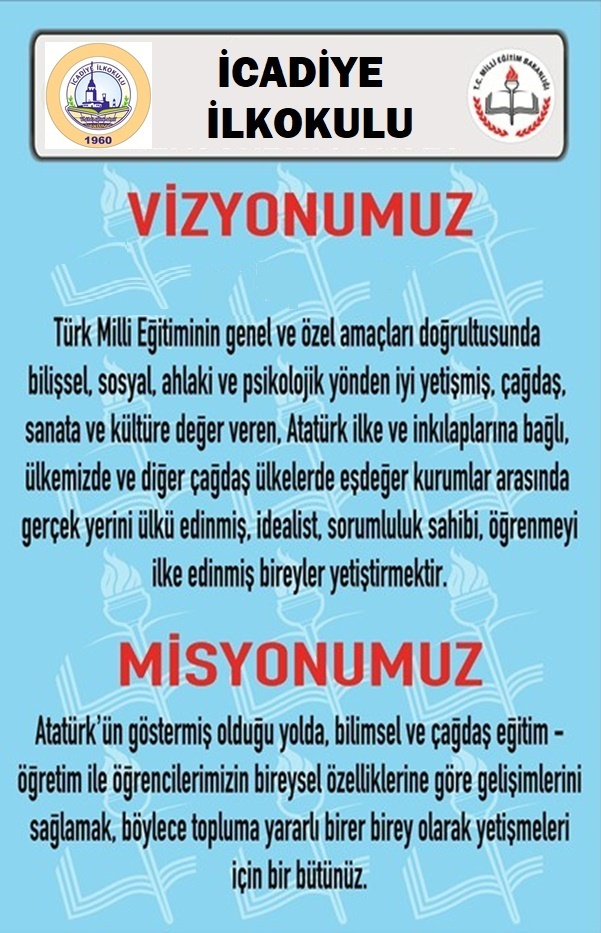 İCADİYE İLKOKULU
1960
İCADİYE
İLKOKULU
T.C. MİLLÎ EĞİTİM BAKANLIĞI
VİZYONUMUZ
Türk Milli Eğitiminin genel ve özel amaçları doğrultusunda
bilişsel, sosyal, ahlaki ve psikolojik yönden iyi yetişmiş, çağdaş,
sanata ve kültüre değer veren, Atatürk ilke ve inkılaplarına bağlı,
ülkemizde ve diğer çağdaş ülkelerde eşdeğer kurumlar arasında
gerçek yerini ülkü edinmiş, idealist, sorumluluk sahibi, öğrenmeyi
ilke edinmiş bireyler yetiştirmektir.
MİSYONUMUZ
Atatürk'ün göstermiş olduğu yolda, bilimsel ve çağdaş eğitim -
öğretim ile öğrencilerimizin bireysel özelliklerine göre gelişimlerini
sağlamak, böylece topluma yararlı birer birey olarak yetişmeleri
için bir bütünüz.